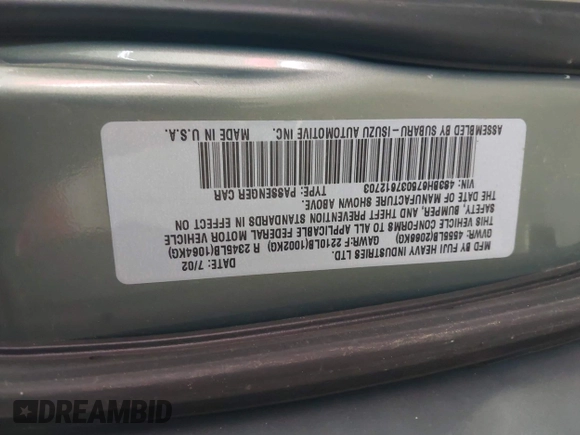 MFD BY FUJI HEAVY INDUSTRIES LTD. DATE: 7/02
GVWR: 4555LB(2066KG) GAWR:F 2210LB(1002KG) R 2345LB(1064KG)
THIS VEHICLE CONFORMS TO ALL APPLICABLE FEDERAL MOTOR VEHICLE
SAFETY, BUMPER, AND THEFT PREVENTION STANDARDS IN EFFECT ON
THE DATE OF MANUFACTURE SHOWN ABOVE.
VIN: 4S3BH675037612703 TYPE: PASSENGER CAR
ASSEMBLED BY SUBARU-ISUZU AUTOMOTIVE INC. MADE IN U.S.A.
DREAMBID